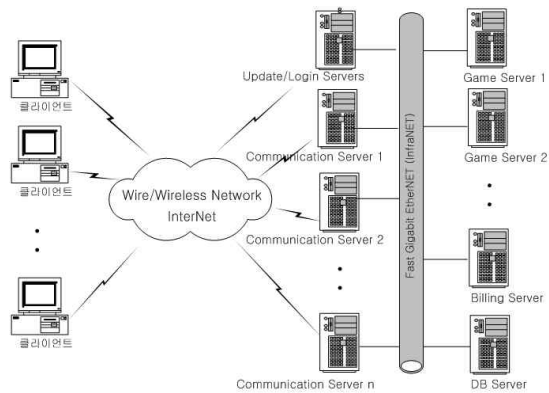 클라이언트
클라이언트
클라이언트
Wire/Wireless Network
InterNet
Update/Login Servers
Communication Server 1
Communication Server 2
Communication Server n
Fast Gigabit EtherNET (InfraNET)
Game Server 1
Game Server 2
Billing Server
DB Server